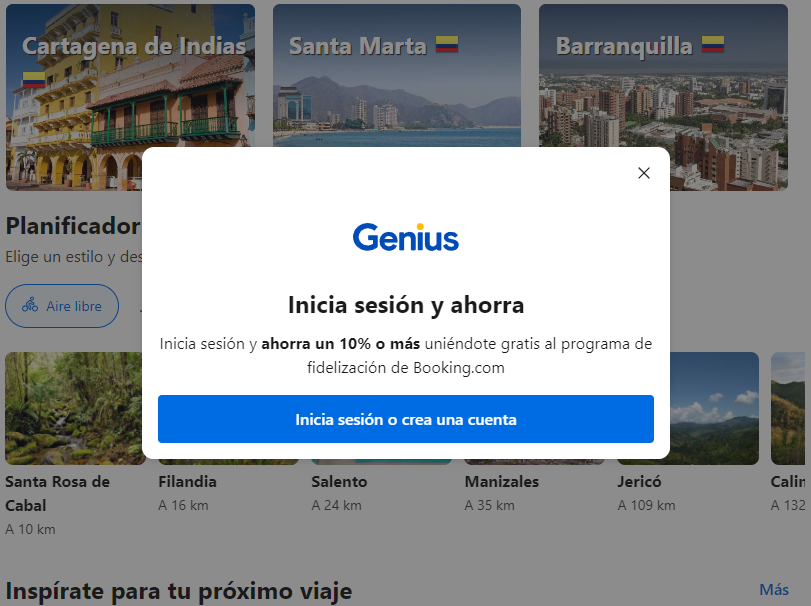 Cartagena de Indias
Santa Marta
Barranquilla
Planificador
Elige un estilo y des
Aire libre
Genius
Inicia sesión y ahorra
Inicia sesión y ahorra un 10% o más uniéndote gratis al programa de
fidelización de Booking.com
Inicia sesión o crea una cuenta
Santa Rosa de
Cabal
A 10 km
Filandia
A 16 km
Salento
A 24 km
Manizales
A 35 km
Jericó
A 109 km
A 132
Inspírate para tu próximo viaje
Más